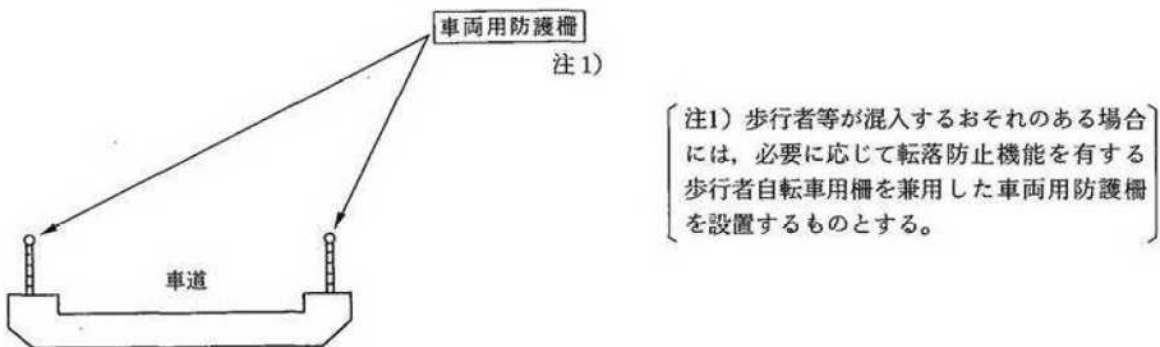 車両用防護柵
注1）
注1）歩行者等が混入するおそれのある場合
には，必要に応じて転落防止機能を有する
歩行者自転車用柵を兼用した車両用防護柵
を設置するものとする。
車道